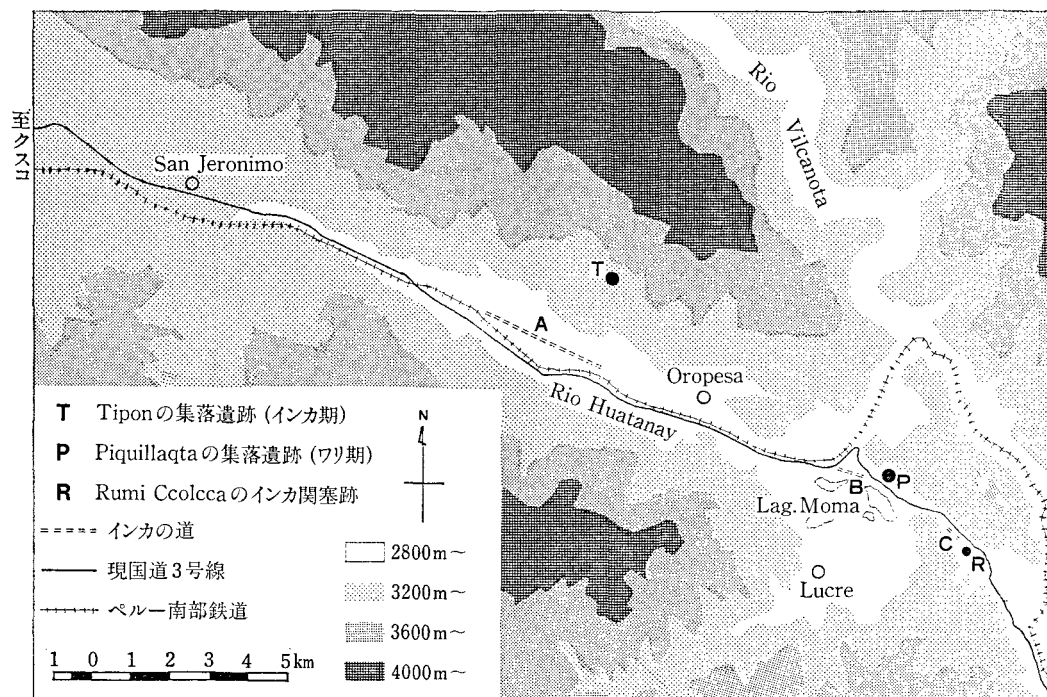 至クスコ
San Jeronimo
Rio
Vilcanota
T
A
Oropesa
Rio Huatanay
B
P
Lag. Moma
C
R
Lucre
T Tiponの集落遺跡 (インカ期)
P Piquillaqtaの集落遺跡 (ワリ期)
R Rumi Ccolccaのインカ関塞跡
インカの道
現国道3号線
ペルー南部鉄道
N
2800m～
3200m～
3600m～
4000m～
1 0 1 2 3 4 5km